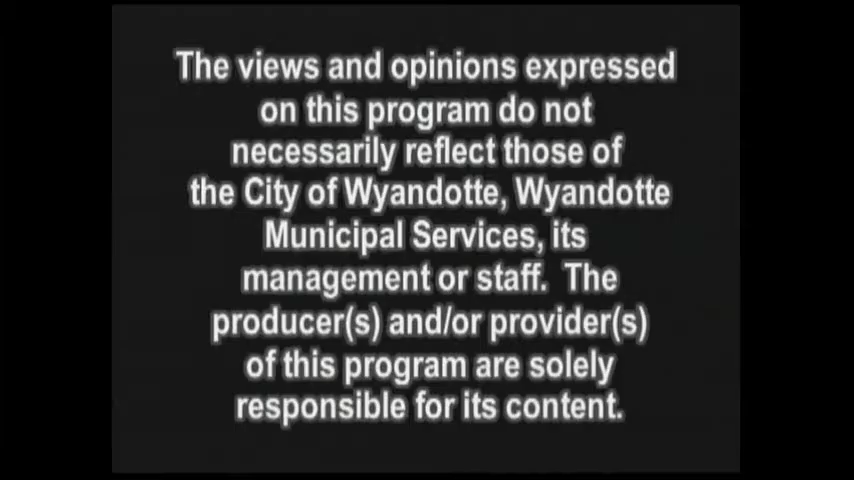 The views and opinions expressed
on this program do not
necessarily reflect those of
the City of Wyandotte, Wyandotte
Municipal Services, its
management or staff.  The
producer(s) and/or provider(s)
of this program are solely
responsible for its content.